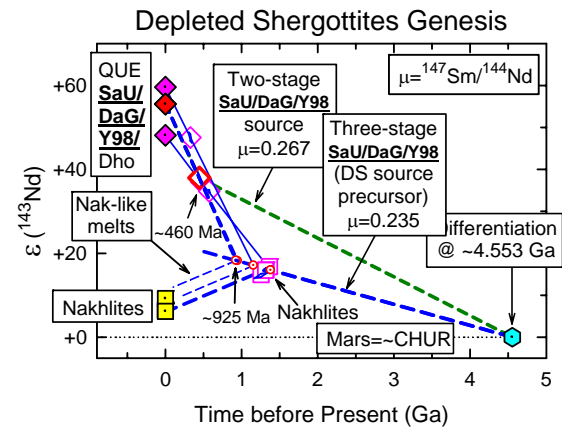 Depleted Shergottites Genesis
QUE
SaU/
DaG/
Y98/
Dho
Two-stage
SaU/DaG/Y98
source
μ=0.267
μ=¹⁴⁷Sm/¹⁴⁴Nd
Three-stage
SaU/DaG/Y98
(DS source
precursor)
μ=0.235
Nak-like
melts
~460 Ma
Differentiation
@ ~4.553 Ga
Nakhlites
~925 Ma
Nakhlites
Mars=~CHUR
ε (¹⁴³Nd)
+60
+40
+20
+0
0 1 2 3 4 5
Time before Present (Ga)